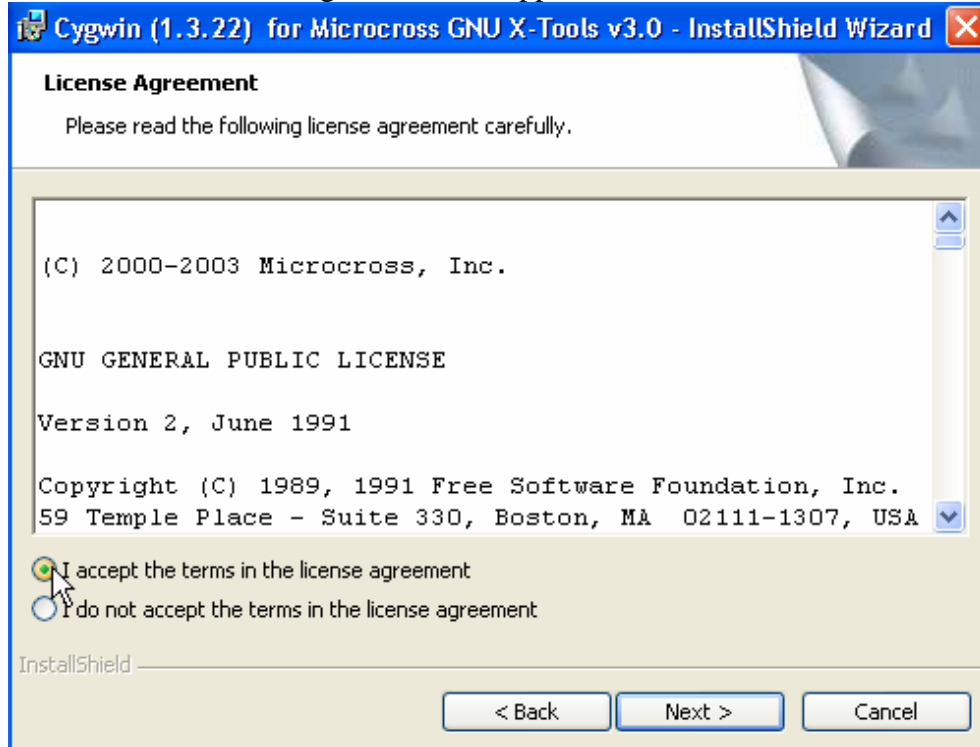 Cygwin (1.3.22) for Microcross GNU X-Tools v3.0 - InstallShield Wizard
License Agreement
Please read the following license agreement carefully.
(C) 2000-2003 Microcross, Inc.
GNU GENERAL PUBLIC LICENSE
Version 2, June 1991
Copyright (C) 1989, 1991 Free Software Foundation, Inc.
59 Temple Place - Suite 330, Boston, MA 02111-1307, USA
I accept the terms in the license agreement
I do not accept the terms in the license agreement
InstallShield
< Back Next > Cancel